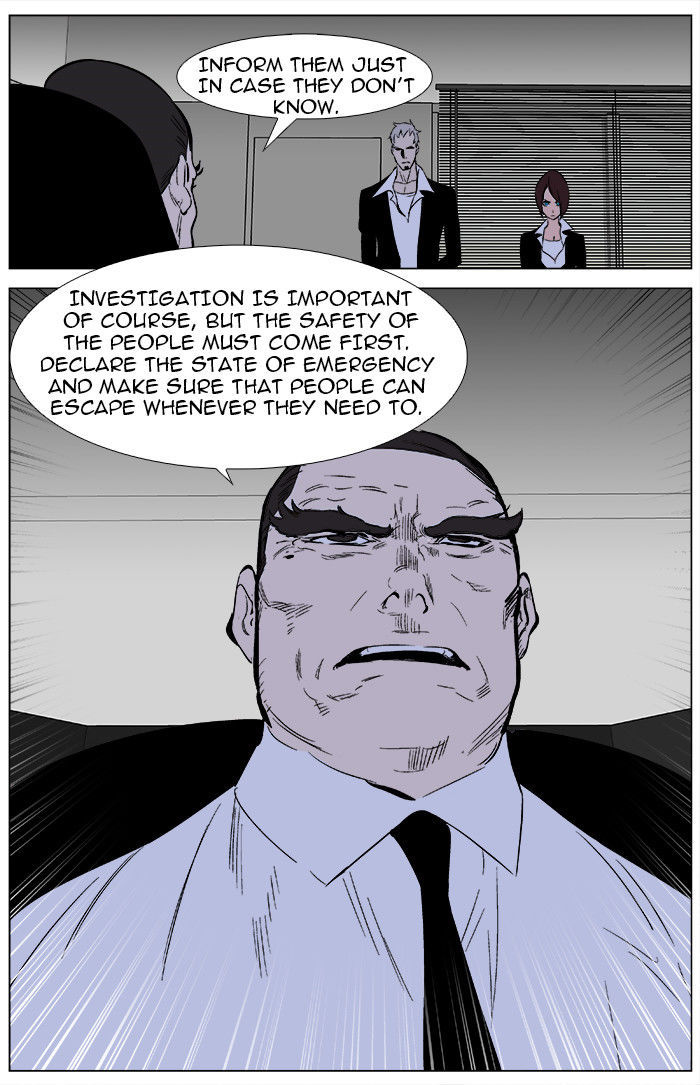 INFORM THEM JUST
IN CASE THEY DON'T
KNOW.
INVESTIGATION IS IMPORTANT
OF COURSE, BUT THE SAFETY OF
THE PEOPLE MUST COME FIRST.
DECLARE THE STATE OF EMERGENCY
AND MAKE SURE THAT PEOPLE CAN
ESCAPE WHENEVER THEY NEED TO.